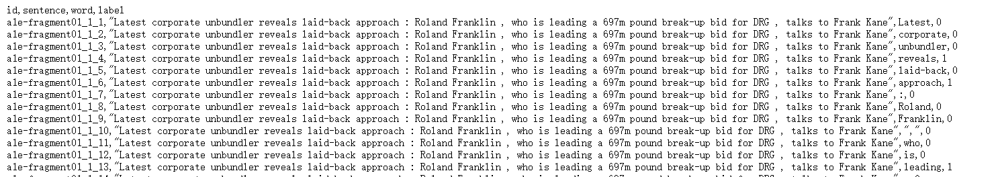 id,sentence,word,label
ale-fragment01_1_1,"Latest corporate unbundler reveals laid-back approach : Roland Franklin , who is leading a 697m pound break-up bid for DRG , talks to Frank Kane",Latest,0
ale-fragment01_1_2,"Latest corporate unbundler reveals laid-back approach : Roland Franklin , who is leading a 697m pound break-up bid for DRG , talks to Frank Kane",corporate,0
ale-fragment01_1_3,"Latest corporate unbundler reveals laid-back approach : Roland Franklin , who is leading a 697m pound break-up bid for DRG , talks to Frank Kane",unbundler,0
ale-fragment01_1_4,"Latest corporate unbundler reveals laid-back approach : Roland Franklin , who is leading a 697m pound break-up bid for DRG , talks to Frank Kane",reveals,1
ale-fragment01_1_5,"Latest corporate unbundler reveals laid-back approach : Roland Franklin , who is leading a 697m pound break-up bid for DRG , talks to Frank Kane",laid-back,0
ale-fragment01_1_6,"Latest corporate unbundler reveals laid-back approach : Roland Franklin , who is leading a 697m pound break-up bid for DRG , talks to Frank Kane",approach,1
ale-fragment01_1_7,"Latest corporate unbundler reveals laid-back approach : Roland Franklin , who is leading a 697m pound break-up bid for DRG , talks to Frank Kane",:,0
ale-fragment01_1_8,"Latest corporate unbundler reveals laid-back approach : Roland Franklin , who is leading a 697m pound break-up bid for DRG , talks to Frank Kane",Roland,0
ale-fragment01_1_9,"Latest corporate unbundler reveals laid-back approach : Roland Franklin , who is leading a 697m pound break-up bid for DRG , talks to Frank Kane",Franklin,0
ale-fragment01_1_10,"Latest corporate unbundler reveals laid-back approach : Roland Franklin , who is leading a 697m pound break-up bid for DRG , talks to Frank Kane",",",0
ale-fragment01_1_11,"Latest corporate unbundler reveals laid-back approach : Roland Franklin , who is leading a 697m pound break-up bid for DRG , talks to Frank Kane",who,0
ale-fragment01_1_12,"Latest corporate unbundler reveals laid-back approach : Roland Franklin , who is leading a 697m pound break-up bid for DRG , talks to Frank Kane",is,0
ale-fragment01_1_13,"Latest corporate unbundler reveals laid-back approach : Roland Franklin , who is leading a 697m pound break-up bid for DRG , talks to Frank Kane",leading,1